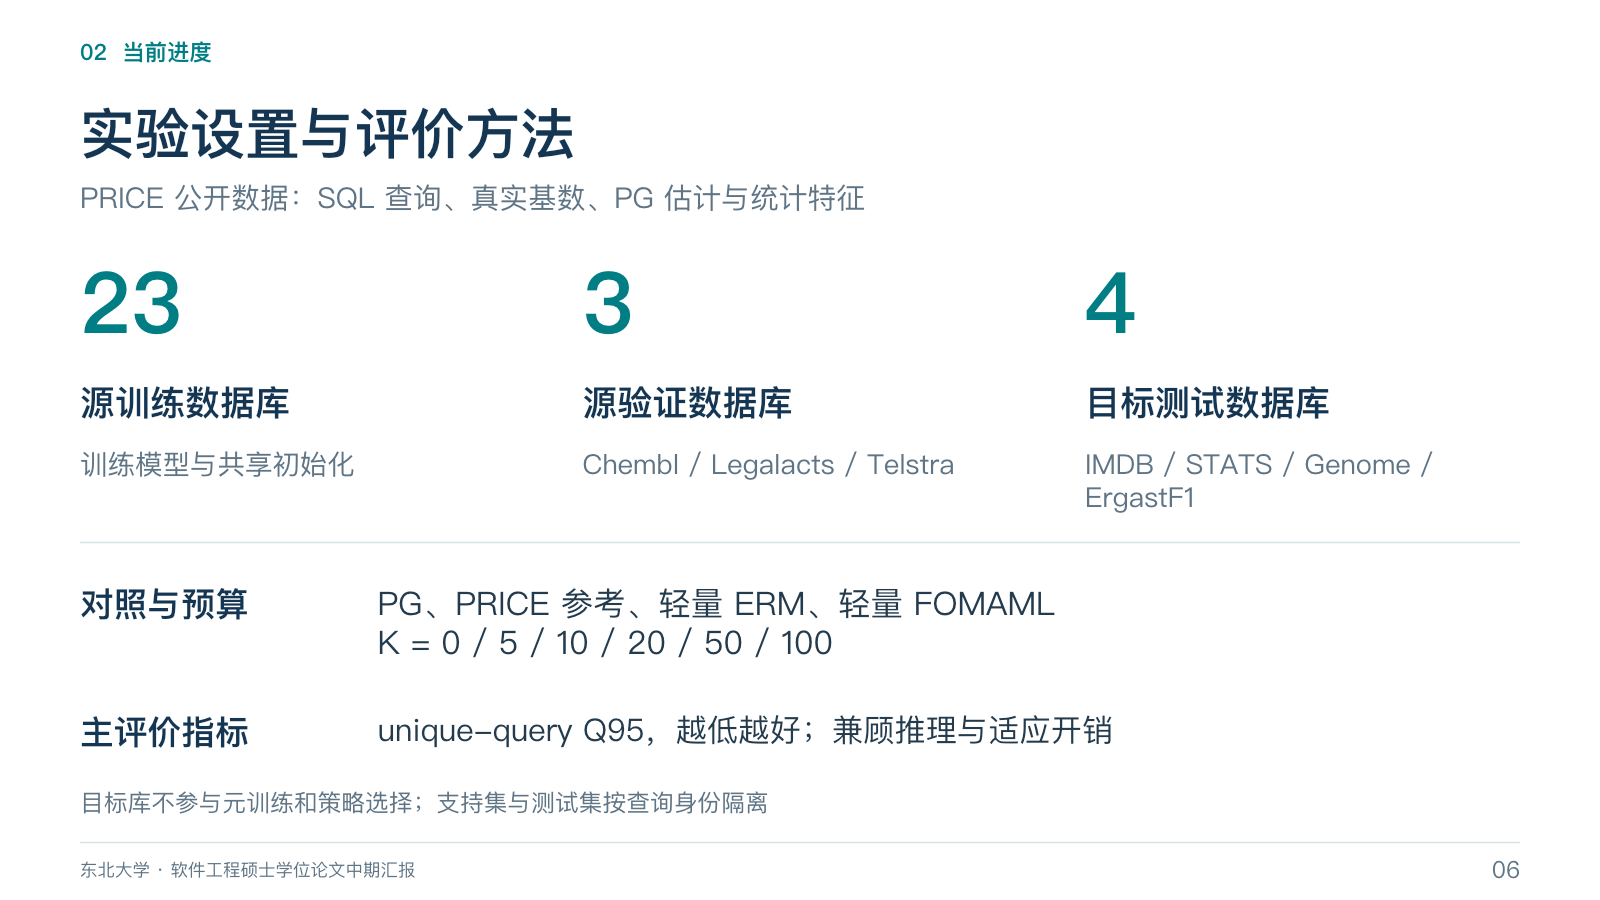 02 当前进度
实验设置与评价方法
PRICE 公开数据：SQL 查询、真实基数、PG 估计与统计特征
23
源训练数据库
训练模型与共享初始化
3
源验证数据库
Chembl / Legalacts / Telstra
4
目标测试数据库
IMDB / STATS / Genome /
ErgastF1
对照与预算
PG、PRICE 参考、轻量 ERM、轻量 FOMAML
K = 0 / 5 / 10 / 20 / 50 / 100
主评价指标
unique-query Q95，越低越好；兼顾推理与适应开销
目标库不参与元训练和策略选择；支持集与测试集按查询身份隔离
东北大学 · 软件工程硕士学位论文中期汇报
06